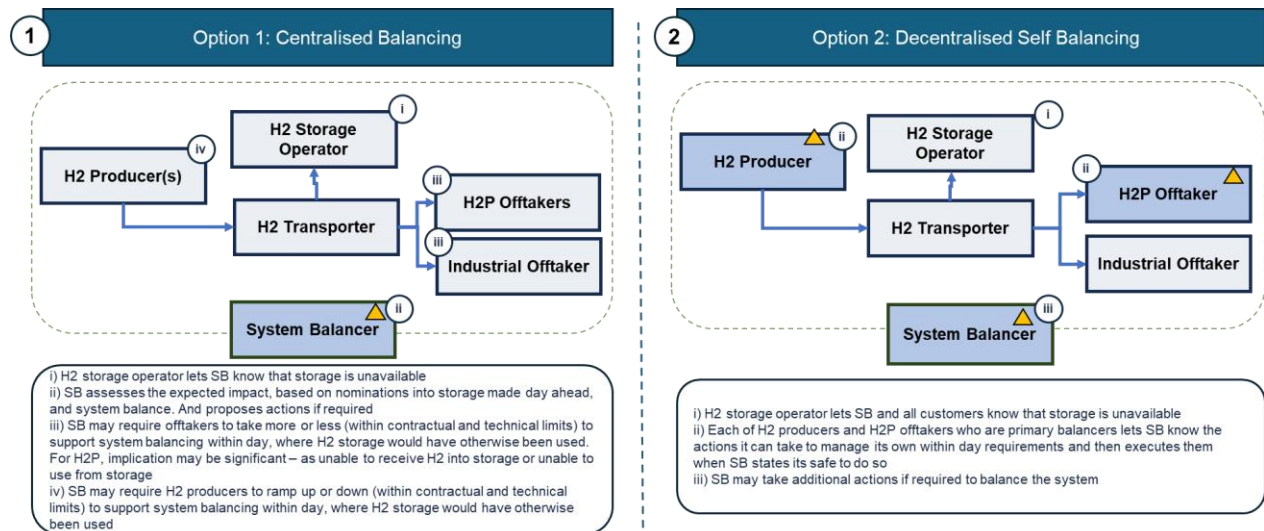 1
Option 1: Centralised Balancing
i
H2 Storage
Operator
iv
H2 Producer(s)
iii
H2P Offtakers
H2 Transporter
iii
Industrial Offtaker
ii
System Balancer
i) H2 storage operator lets SB know that storage is unavailable
ii) SB assesses the expected impact, based on nominations into storage made day ahead,
and system balance. And proposes actions if required
iii) SB may require offtakers to take more or less (within contractual and technical limits) to
support system balancing within day, where H2 storage would have otherwise been used.
For H2P, implication may be significant – as unable to receive H2 into storage or unable to
use from storage
iv) SB may require H2 producers to ramp up or down (within contractual and technical
limits) to support system balancing within day, where H2 storage would have otherwise
been used
2
Option 2: Decentralised Self Balancing
ii
H2 Producer
i
H2 Storage
Operator
ii
H2P Offtaker
H2 Transporter
Industrial Offtaker
iii
System Balancer
i) H2 storage operator lets SB and all customers know that storage is unavailable
ii) Each of H2 producers and H2P offtakers who are primary balancers lets SB know the
actions it can take to manage its own within day requirements and then executes them
when SB states its safe to do so
iii) SB may take additional actions if required to balance the system